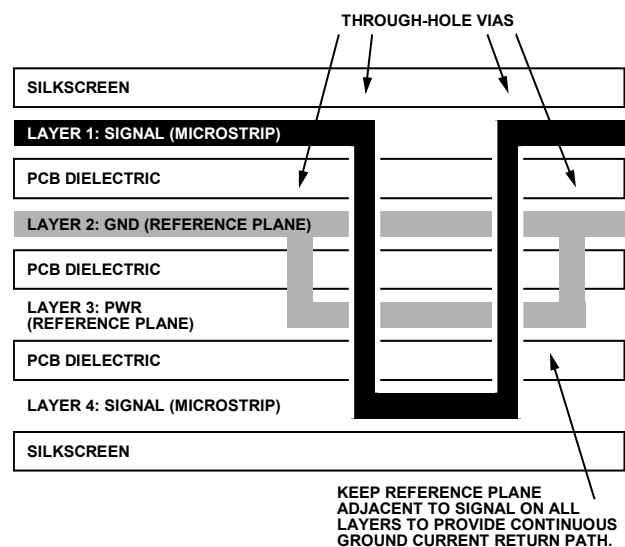 THROUGH-HOLE VIAS
SILKSCREEN
LAYER 1: SIGNAL (MICROSTRIP)
PCB DIELECTRIC
LAYER 2: GND (REFERENCE PLANE)
PCB DIELECTRIC
LAYER 3: PWR
(REFERENCE PLANE)
PCB DIELECTRIC
LAYER 4: SIGNAL (MICROSTRIP)
SILKSCREEN
KEEP REFERENCE PLANE
ADJACENT TO SIGNAL ON ALL
LAYERS TO PROVIDE CONTINUOUS
GROUND CURRENT RETURN PATH.